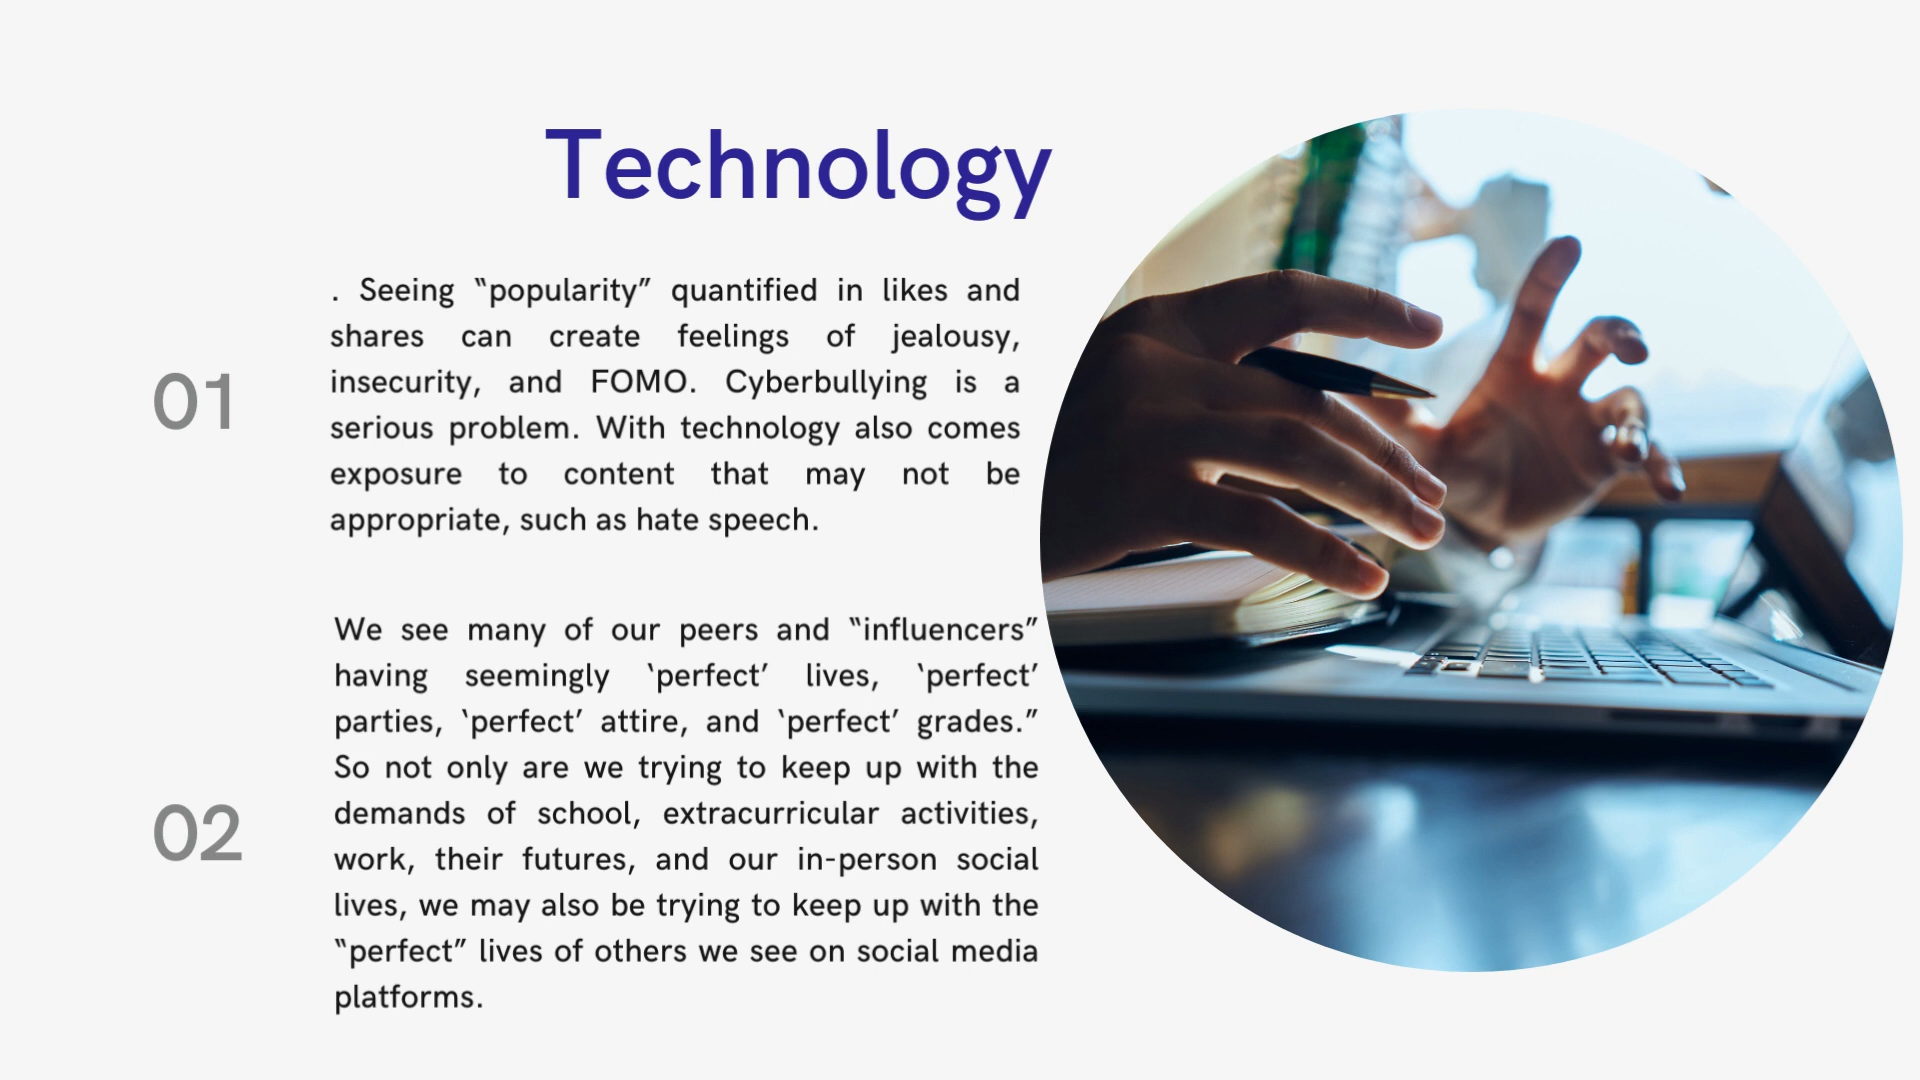 Technology
01
. Seeing “popularity” quantified in likes and
shares can create feelings of jealousy,
insecurity, and FOMO. Cyberbullying is a
serious problem. With technology also comes
exposure to content that may not be
appropriate, such as hate speech.
02
We see many of our peers and “influencers”
having seemingly ‘perfect’ lives, ‘perfect’
parties, ‘perfect’ attire, and ‘perfect’ grades.”
So not only are we trying to keep up with the
demands of school, extracurricular activities,
work, their futures, and our in-person social
lives, we may also be trying to keep up with the
“perfect” lives of others we see on social media
platforms.